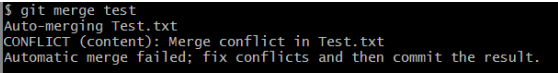 $ git merge test
Auto-merging Test.txt
CONFLICT (content): Merge conflict in Test.txt
Automatic merge failed; fix conflicts and then commit the result.